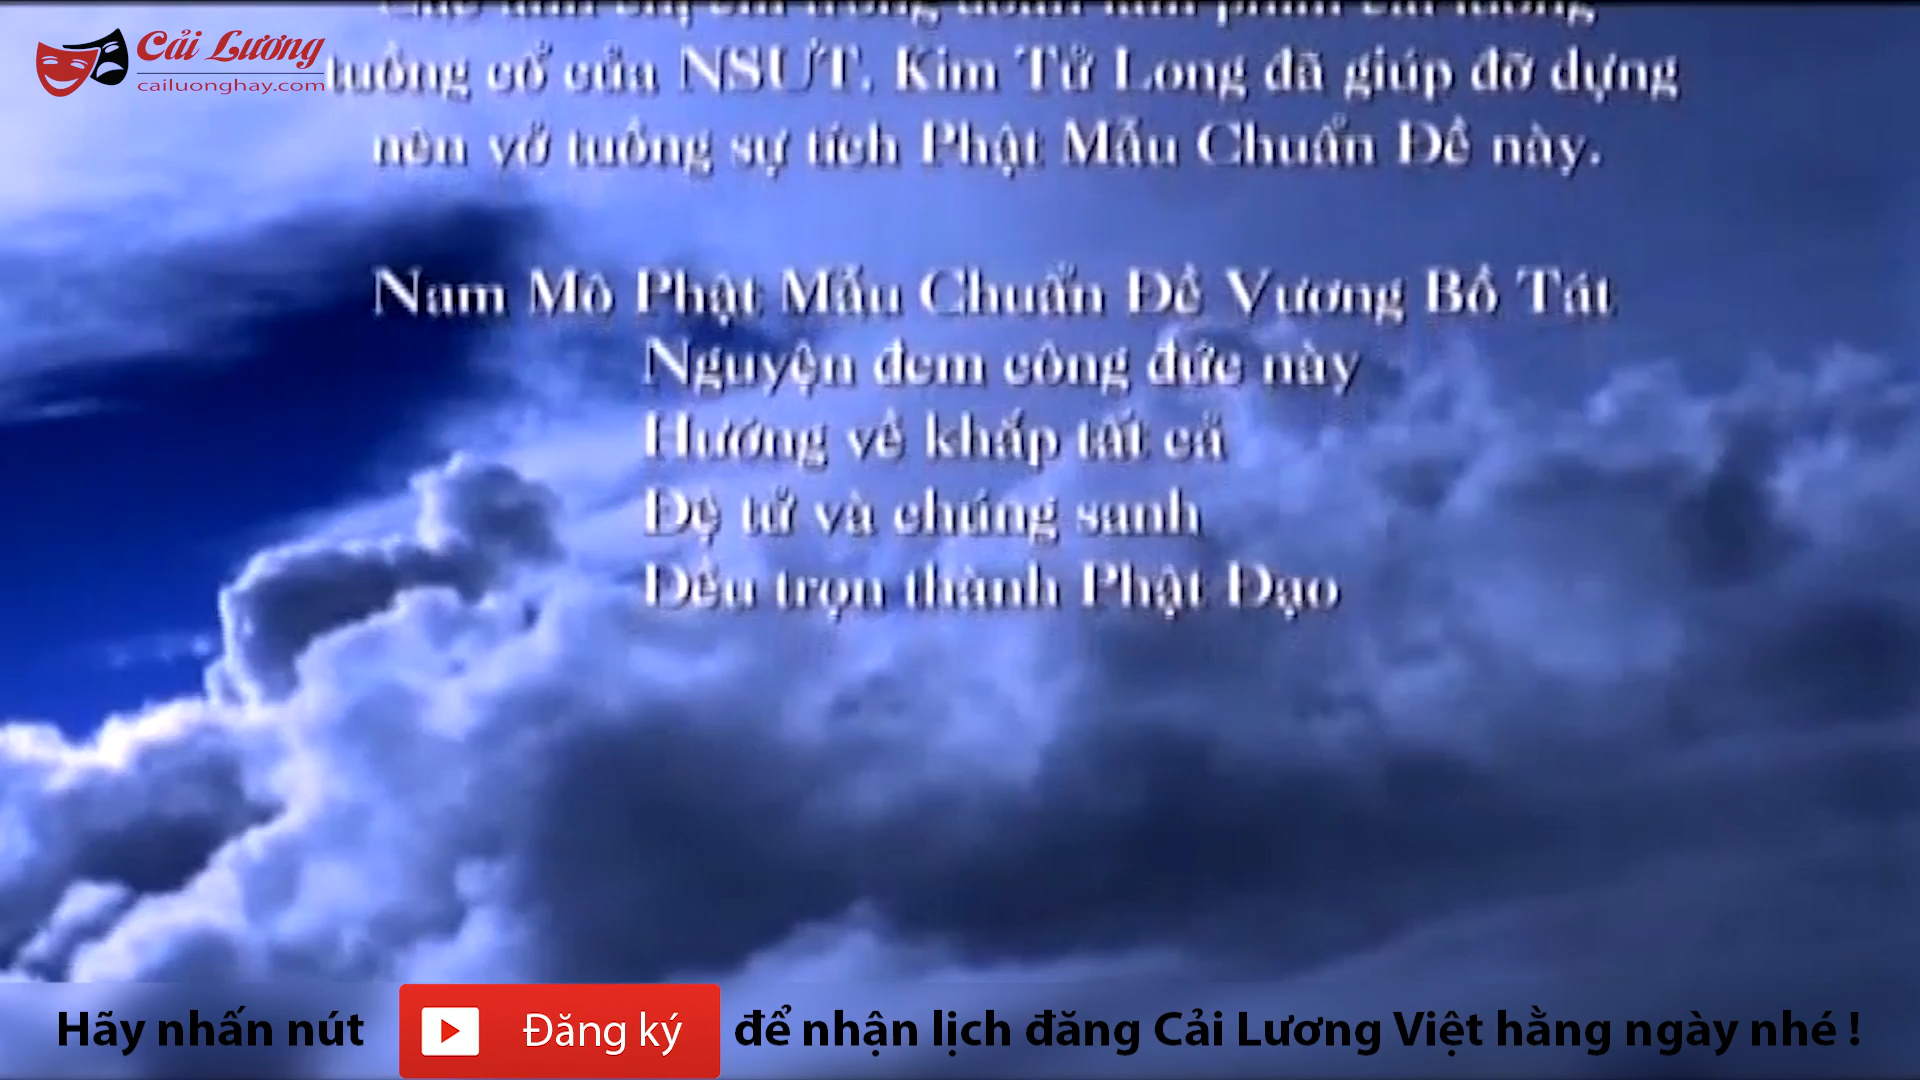 Cải Lương
cailuonghay.com
tuồng cổ của NSƯT. Kim Tử Long đã giúp đỡ dựng
nên vở tuồng sự tích Phật Mẫu Chuẩn Đề này.
Nam Mô Phật Mẫu Chuẩn Đề Vương Bồ Tát
Nguyện đem công đức này
Hướng về khắp tất cả
Đệ tử và chúng sanh
Đều trọn thành Phật Đạo
Hãy nhấn nút Đăng ký để nhận lịch đăng Cải Lương Việt hằng ngày nhé !